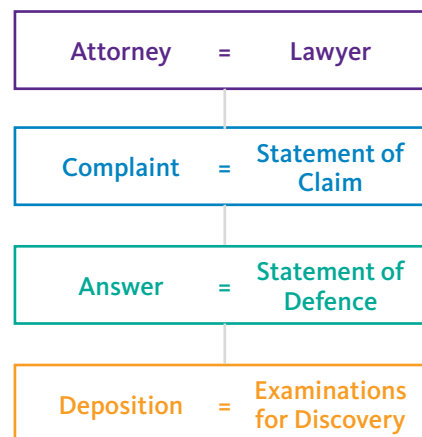 Attorney = Lawyer
Complaint = Statement of
Claim
Answer = Statement of
Defence
Deposition = Examinations
for Discovery